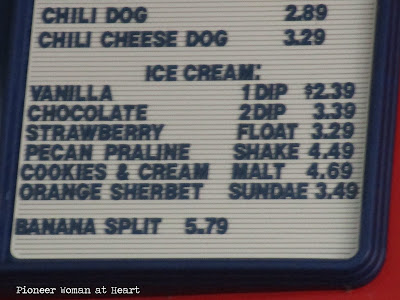 CHILI DOG 2.89
CHILI CHEESE DOG 3.29
ICE CREAM:
VANILLA 1 DIP $2.39
CHOCOLATE 2 DIP 3.39
STRAWBERRY FLOAT 3.29
PECAN PRALINE SHAKE 4.49
COOKIES & CREAM MALT 4.69
ORANGE SHERBET SUNDAE 3.49
BANANA SPLIT 5.79
Pioneer Woman at Heart